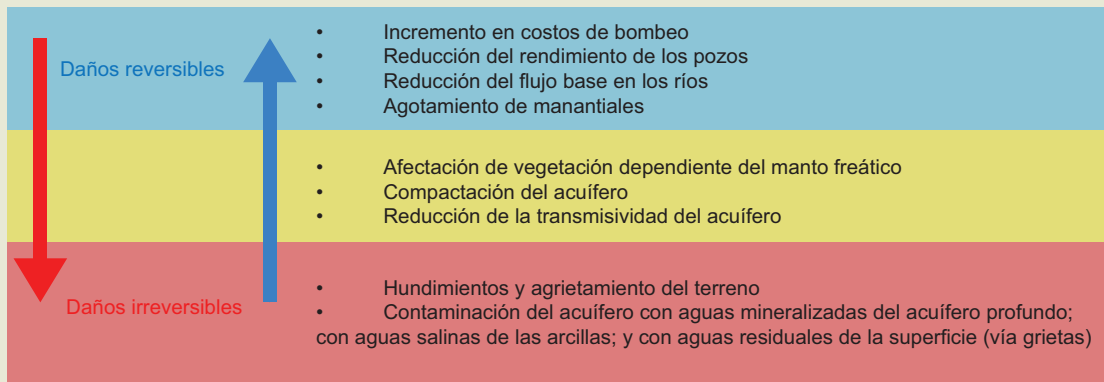 Daños reversibles
• Incremento en costos de bombeo
• Reducción del rendimiento de los pozos
• Reducción del flujo base en los ríos
• Agotamiento de manantiales
• Afectación de vegetación dependiente del manto freático
• Compactación del acuífero
• Reducción de la transmisividad del acuífero
Daños irreversibles
• Hundimientos y agrietamiento del terreno
• Contaminación del acuífero con aguas mineralizadas del acuífero profundo;
con aguas salinas de las arcillas; y con aguas residuales de la superficie (vía grietas)